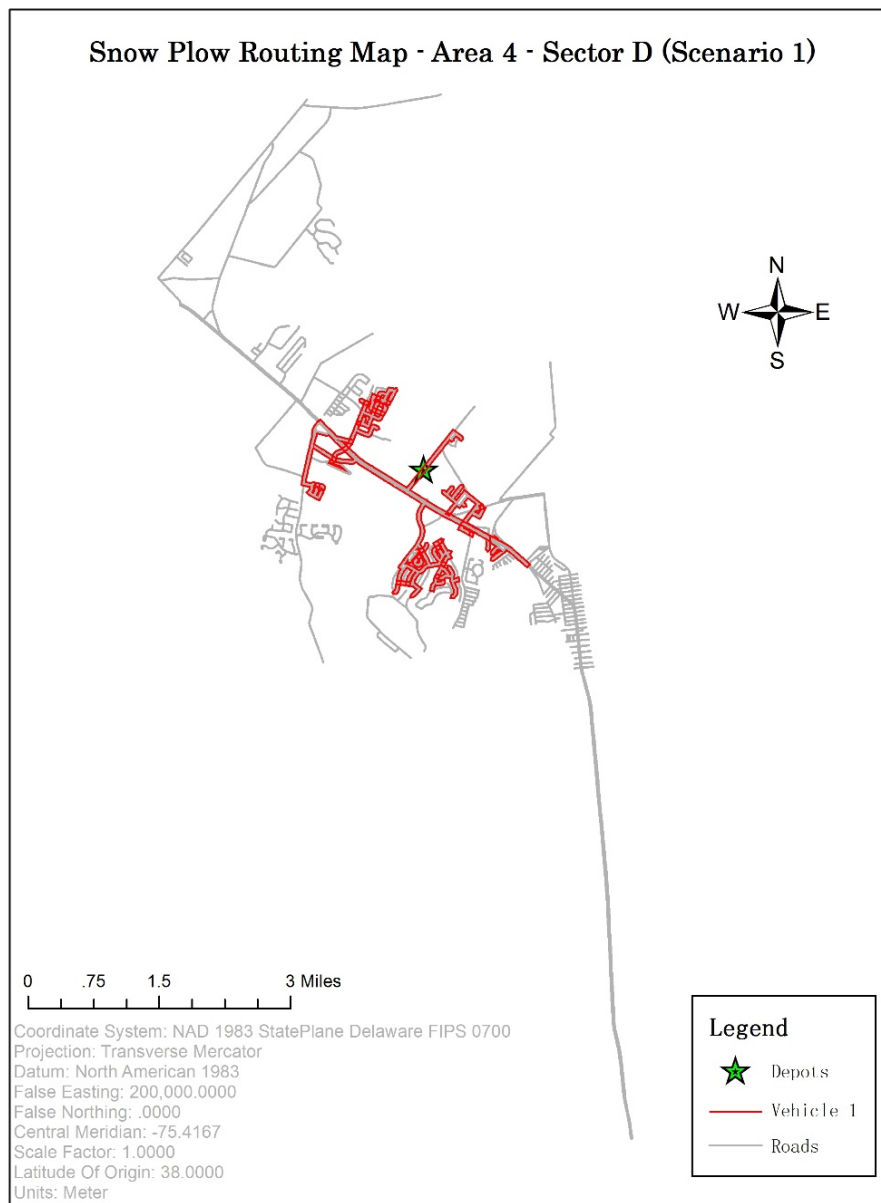 Snow Plow Routing Map - Area 4 - Sector D (Scenario 1)
N
W
E
S
0 .75 1.5 3 Miles
Coordinate System: NAD 1983 StatePlane Delaware FIPS 0700
Projection: Transverse Mercator
Datum: North American 1983
False Easting: 200,000.0000
False Northing: .0000
Central Meridian: -75.4167
Scale Factor: 1.0000
Latitude Of Origin: 38.0000
Units: Meter
Legend
Depots
Vehicle 1
Roads